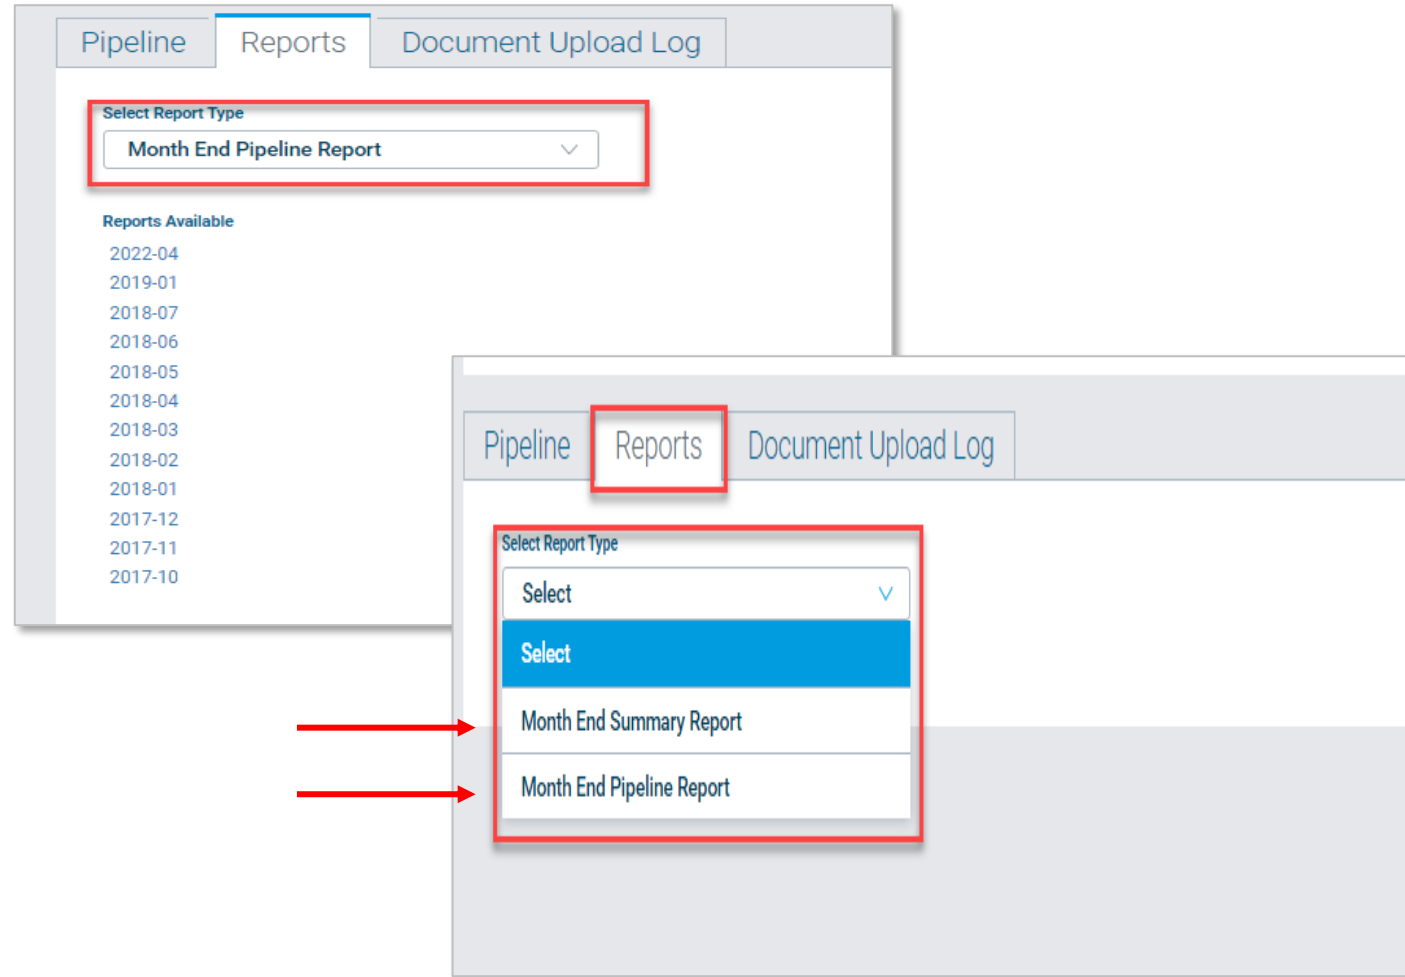 Pipeline Reports Document Upload Log
Select Report Type
Month End Pipeline Report
Reports Available
2022-04
2019-01
2018-07
2018-06
2018-05
2018-04
2018-03
2018-02
2018-01
2017-12
2017-11
2017-10
Pipeline Reports Document Upload Log
Select Report Type
Select
Select
Month End Summary Report
Month End Pipeline Report